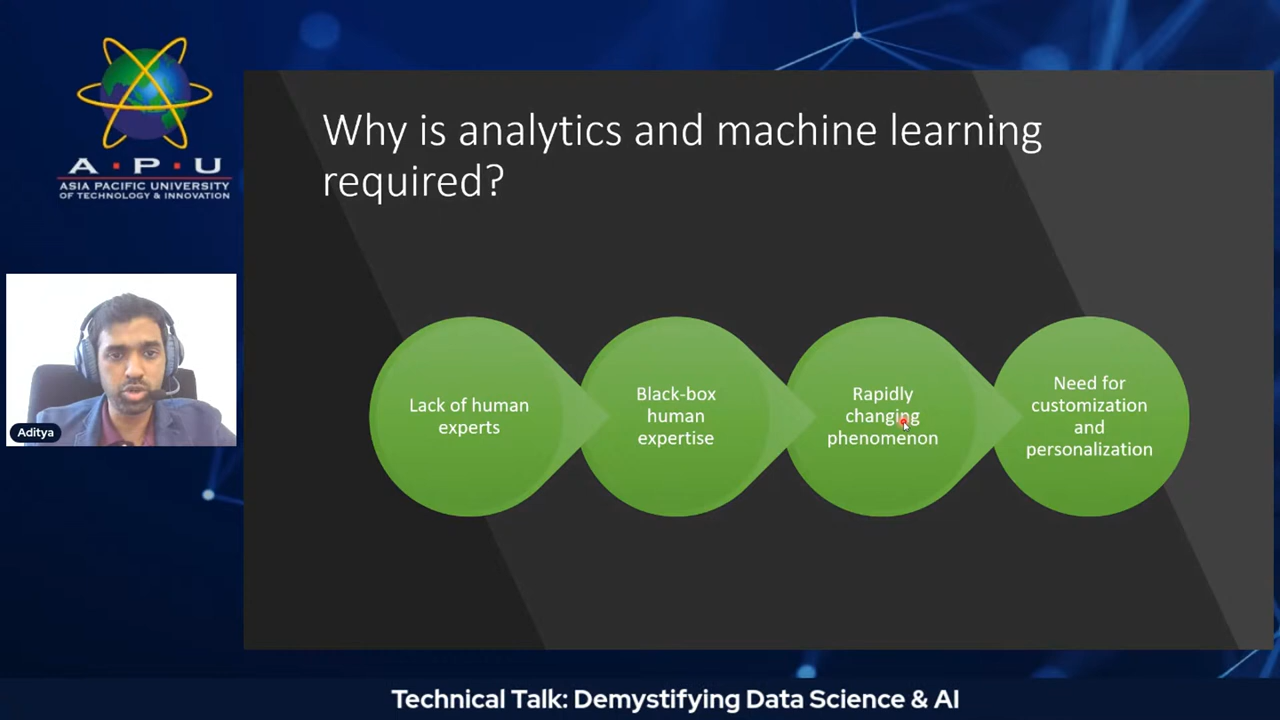 A · P · U
ASIA PACIFIC UNIVERSITY
OF TECHNOLOGY & INNOVATION
Why is analytics and machine learning
required?
Aditya
Lack of human
experts
Black-box
human
expertise
Rapidly
changing
phenomenon
Need for
customization
and
personalization
Technical Talk: Demystifying Data Science & AI